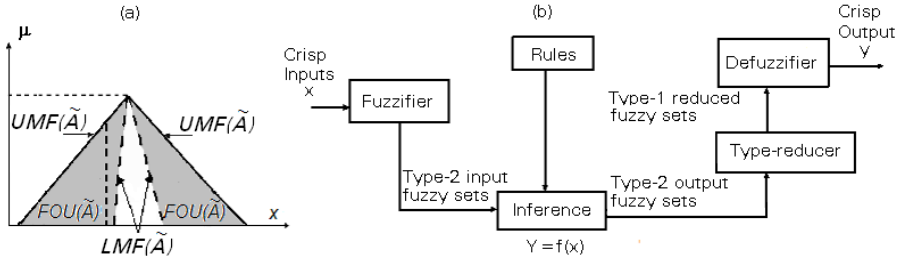 (a)
μ
UMF(Ã)
UMF(Ã)
FOU(Ã)
FOU(Ã)
x
LMF(Ã)
(b)
Crisp
Inputs
x
Fuzzifier
Rules
Type-2 input
fuzzy sets
Inference
Y=f(x)
Type-2 output
fuzzy sets
Type-reducer
Type-1 reduced
fuzzy sets
Defuzzifier
Crisp
Output
y